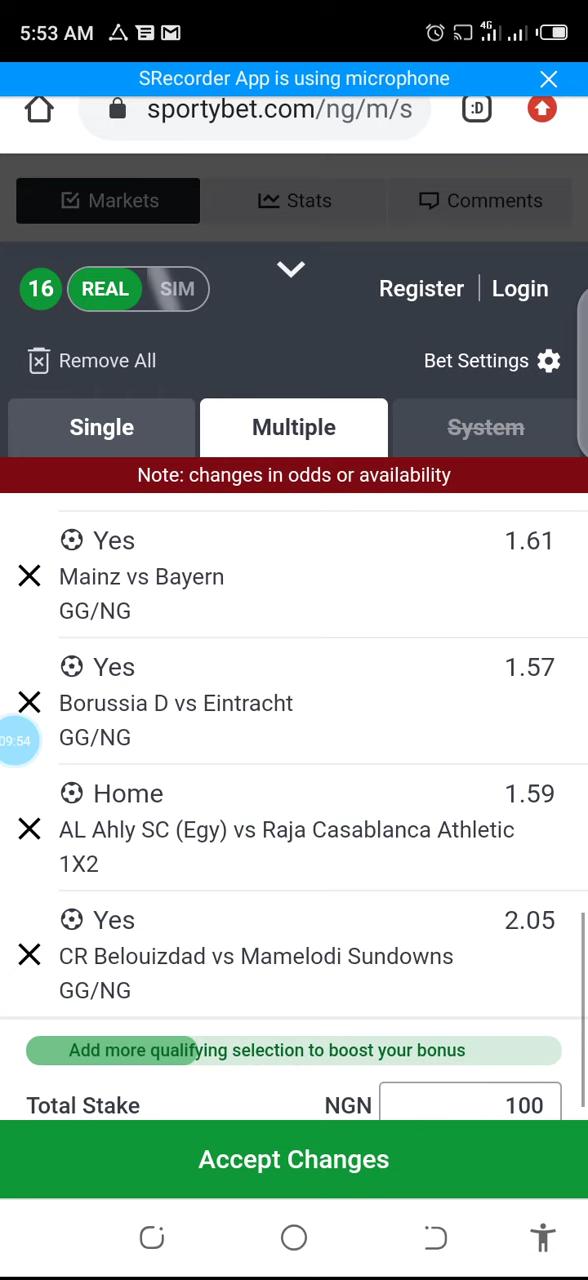 5:53 AM
4G
SRecorder App is using microphone
sportybet.com/ng/m/s
:D
Markets
Stats
Comments
16
REAL
SIM
Register
Login
Remove All
Bet Settings
Single
Multiple
System
Note: changes in odds or availability
Yes 1.61
Mainz vs Bayern
GG/NG
Yes 1.57
Borussia D vs Eintracht
GG/NG
09:54
Home 1.59
AL Ahly SC (Egy) vs Raja Casablanca Athletic
1X2
Yes 2.05
CR Belouizdad vs Mamelodi Sundowns
GG/NG
Add more qualifying selection to boost your bonus
Total Stake NGN 100
Accept Changes